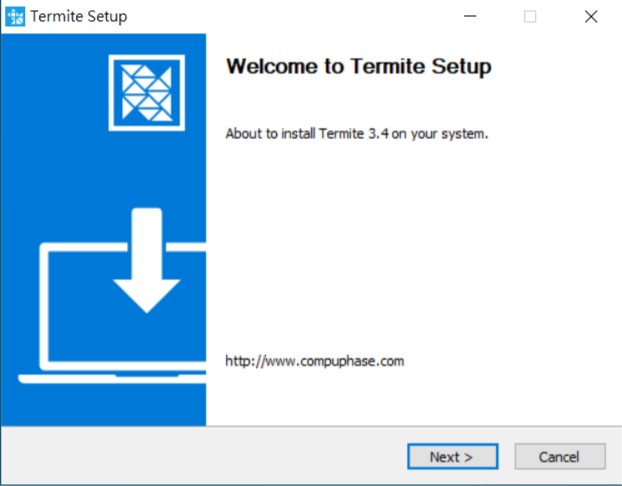 Termite Setup
Welcome to Termite Setup
About to install Termite 3.4 on your system.
http://www.compuphase.com
Next >
Cancel